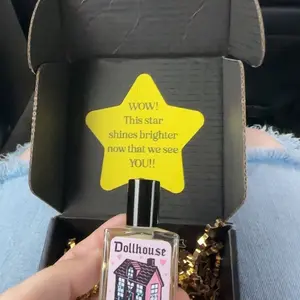 WOW!
This star
shines brighter
now that we see
YOU!!
Dollhouse